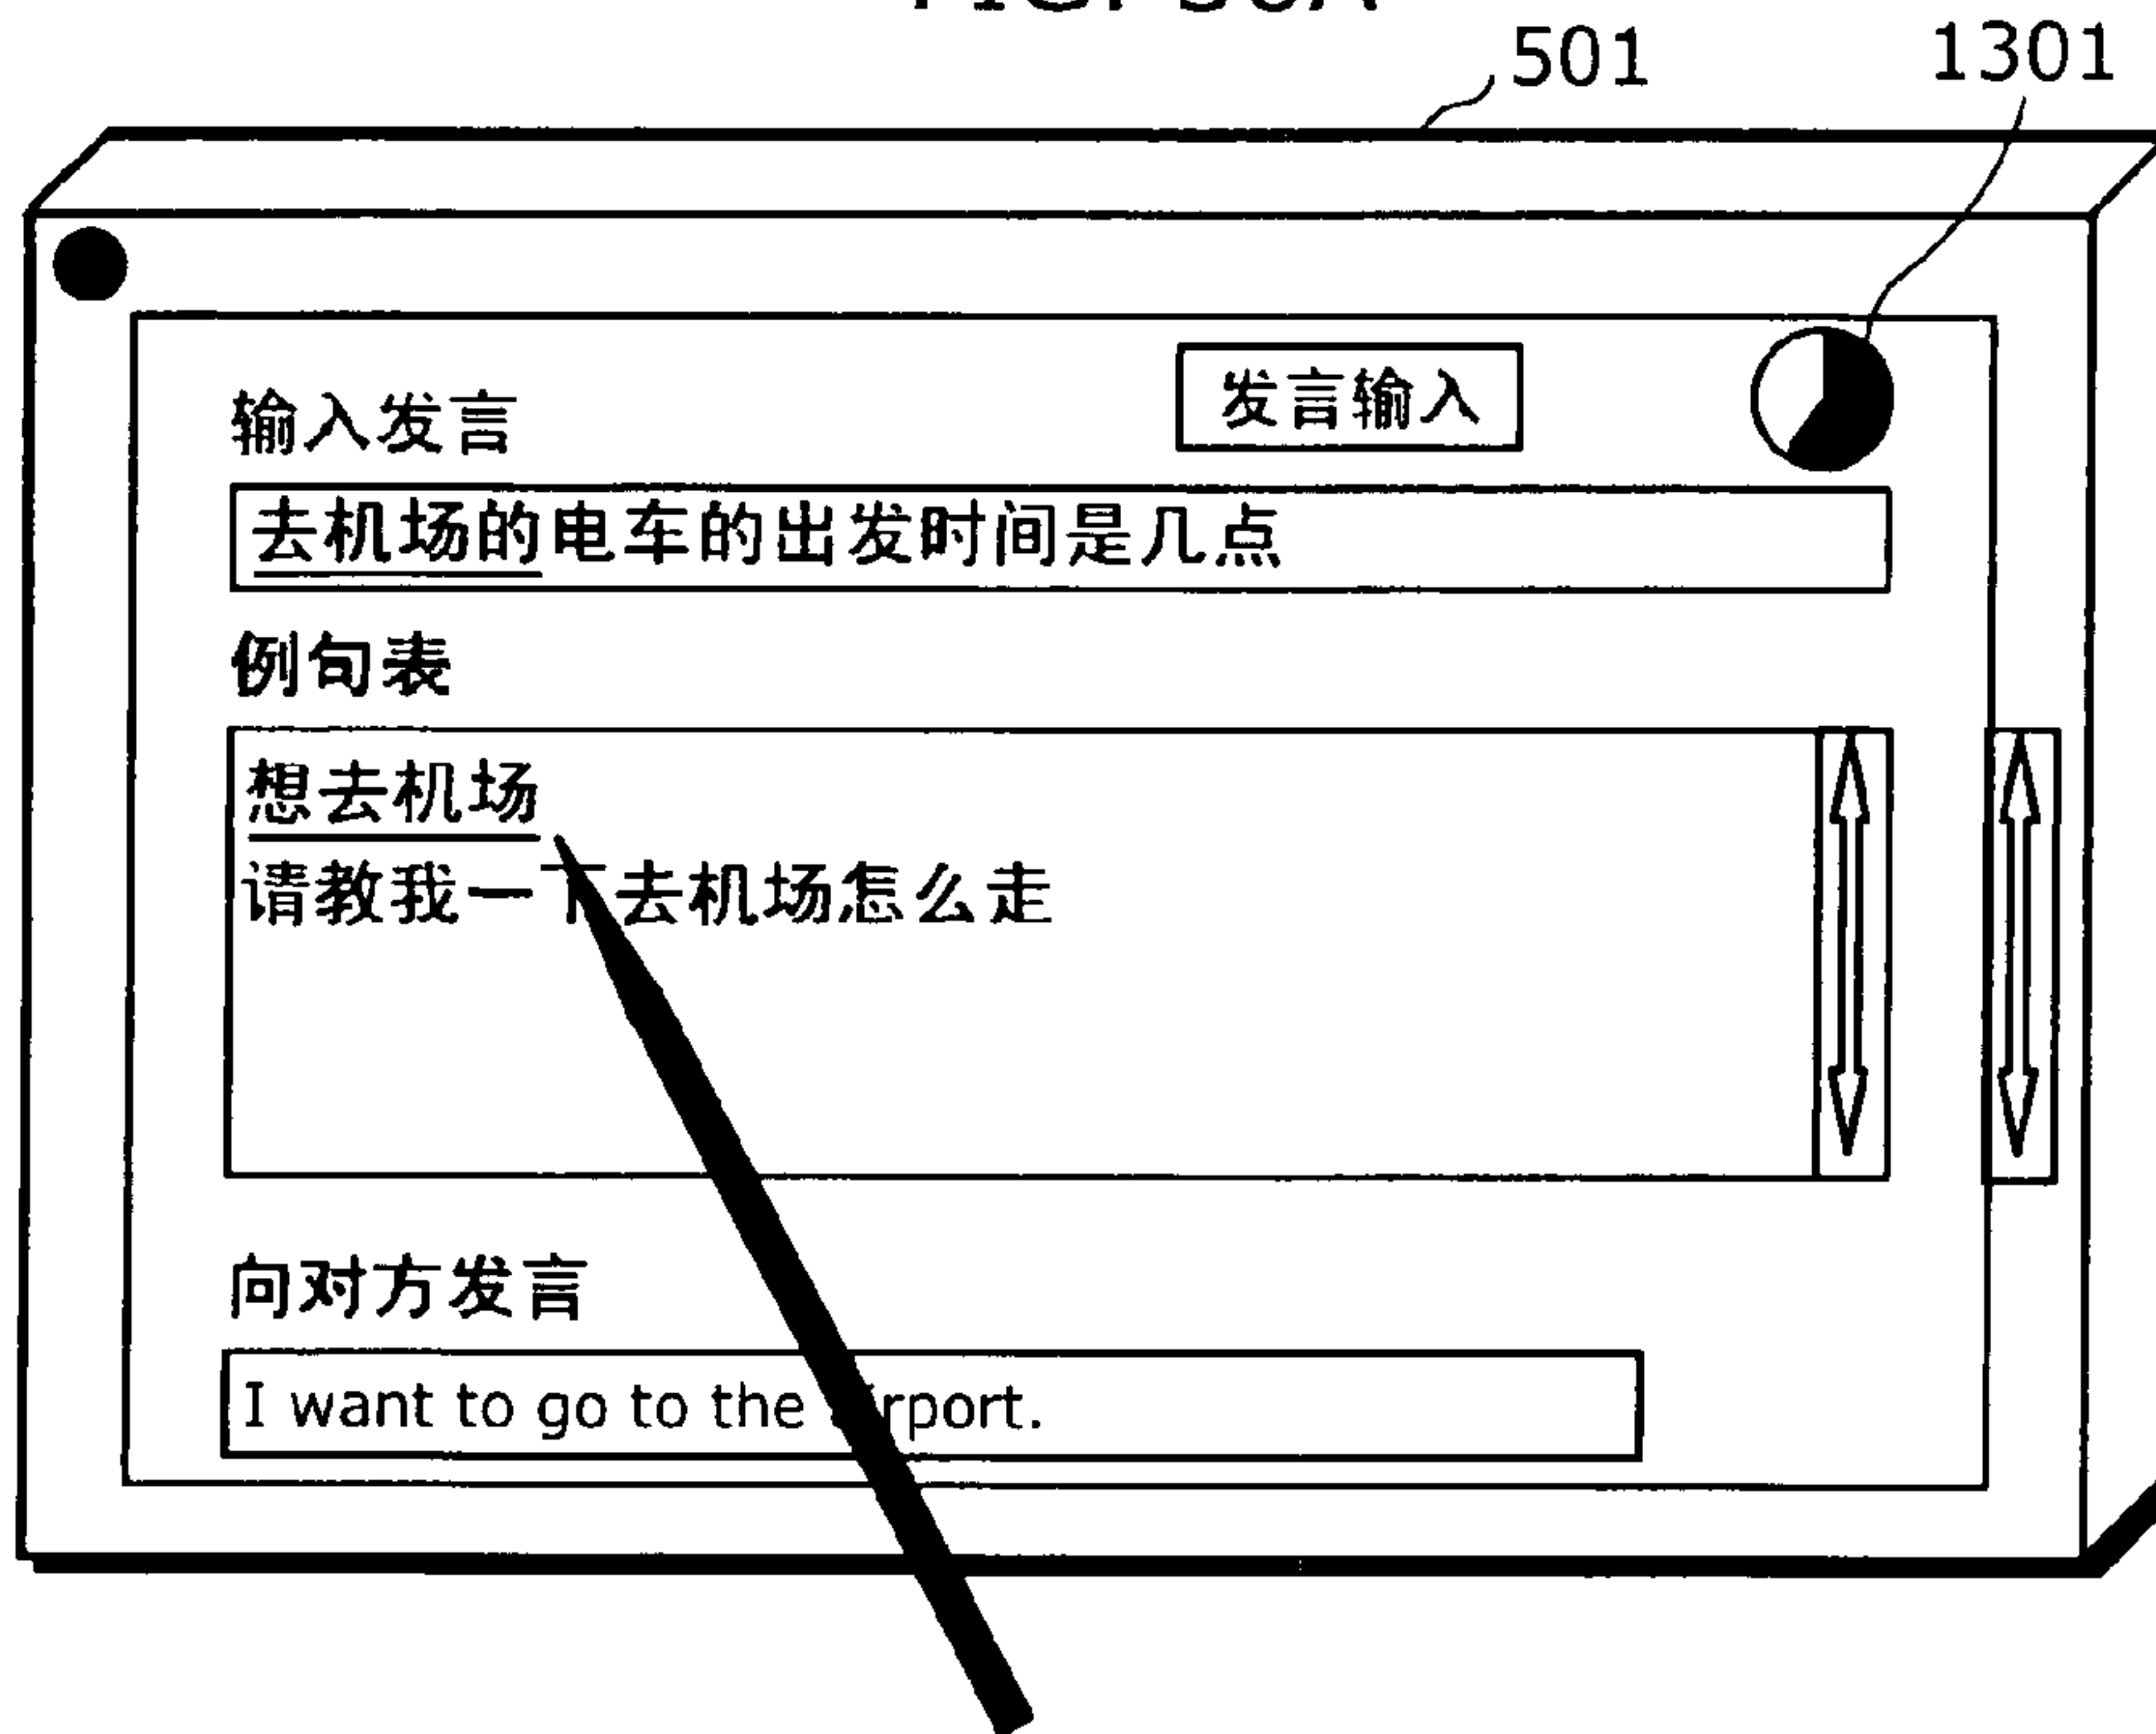 501
1301
输入发言
发言输入
去机场的电车的出发时间是几点
例句表
想去机场
请教我一下去机场怎么走
向对方发言
I want to go to the airport.